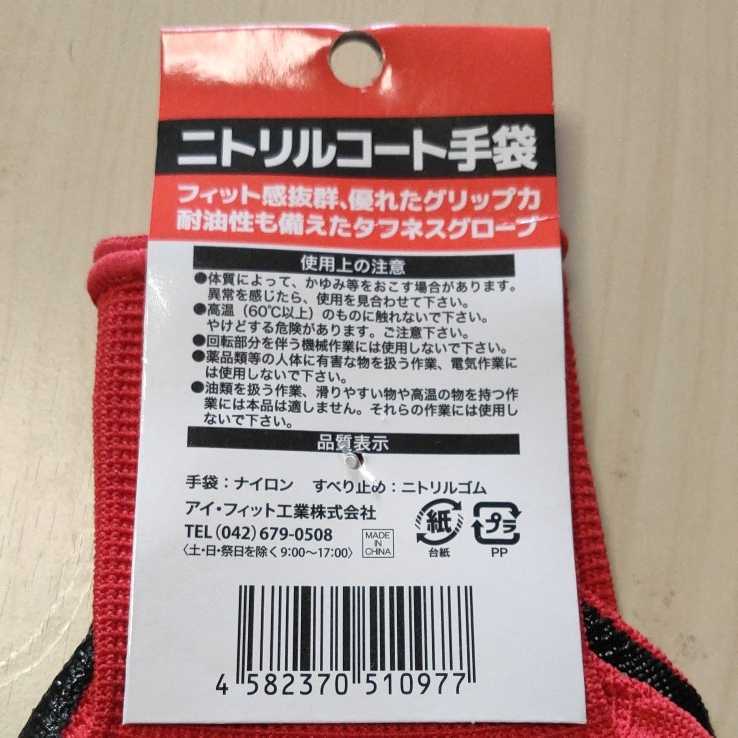 ニトリルコート手袋
フィット感抜群、優れたグリップ力
耐油性も備えたタフネスグローブ
使用上の注意
●体質によって、かゆみ等をおこす場合があります。
異常を感じたら、使用を見合わせて下さい。
●高温（60℃以上）のものに触れないで下さい。
やけどする危険があります。ご注意下さい。
●回転部分を伴う機械作業には使用しないで下さい。
●薬品類等の人体に有害な物を扱う作業、電気作業に
は使用しないで下さい。
●油類を扱う作業、滑りやすい物や高温の物を持つ作
業には本品は適しません。それらの作業には使用し
ないで下さい。
品質表示
手袋：ナイロン　すべり止め：ニトリルゴム
アイ・フィット工業株式会社
TEL（042）679-0508
〈土・日・祭日を除く9:00〜17:00〉
MADE
IN
CHINA
紙
台紙
プラ
PP
4 582370 510977